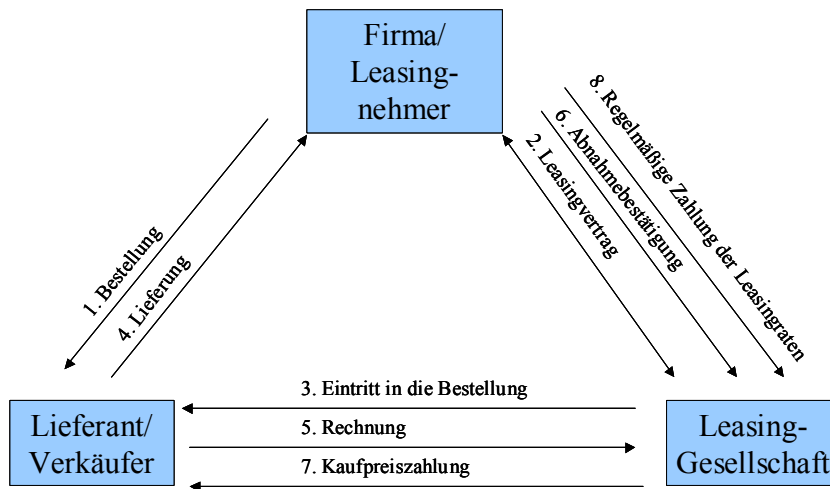 Firma/
Leasing-
nehmer
1. Bestellung
4. Lieferung
2. Leasingvertrag
6. Abnahmebestätigung
8. Regelmäßige Zahlung der Leasingraten
3. Eintritt in die Bestellung
5. Rechnung
7. Kaufpreiszahlung
Lieferant/
Verkäufer
Leasing-
Gesellschaft